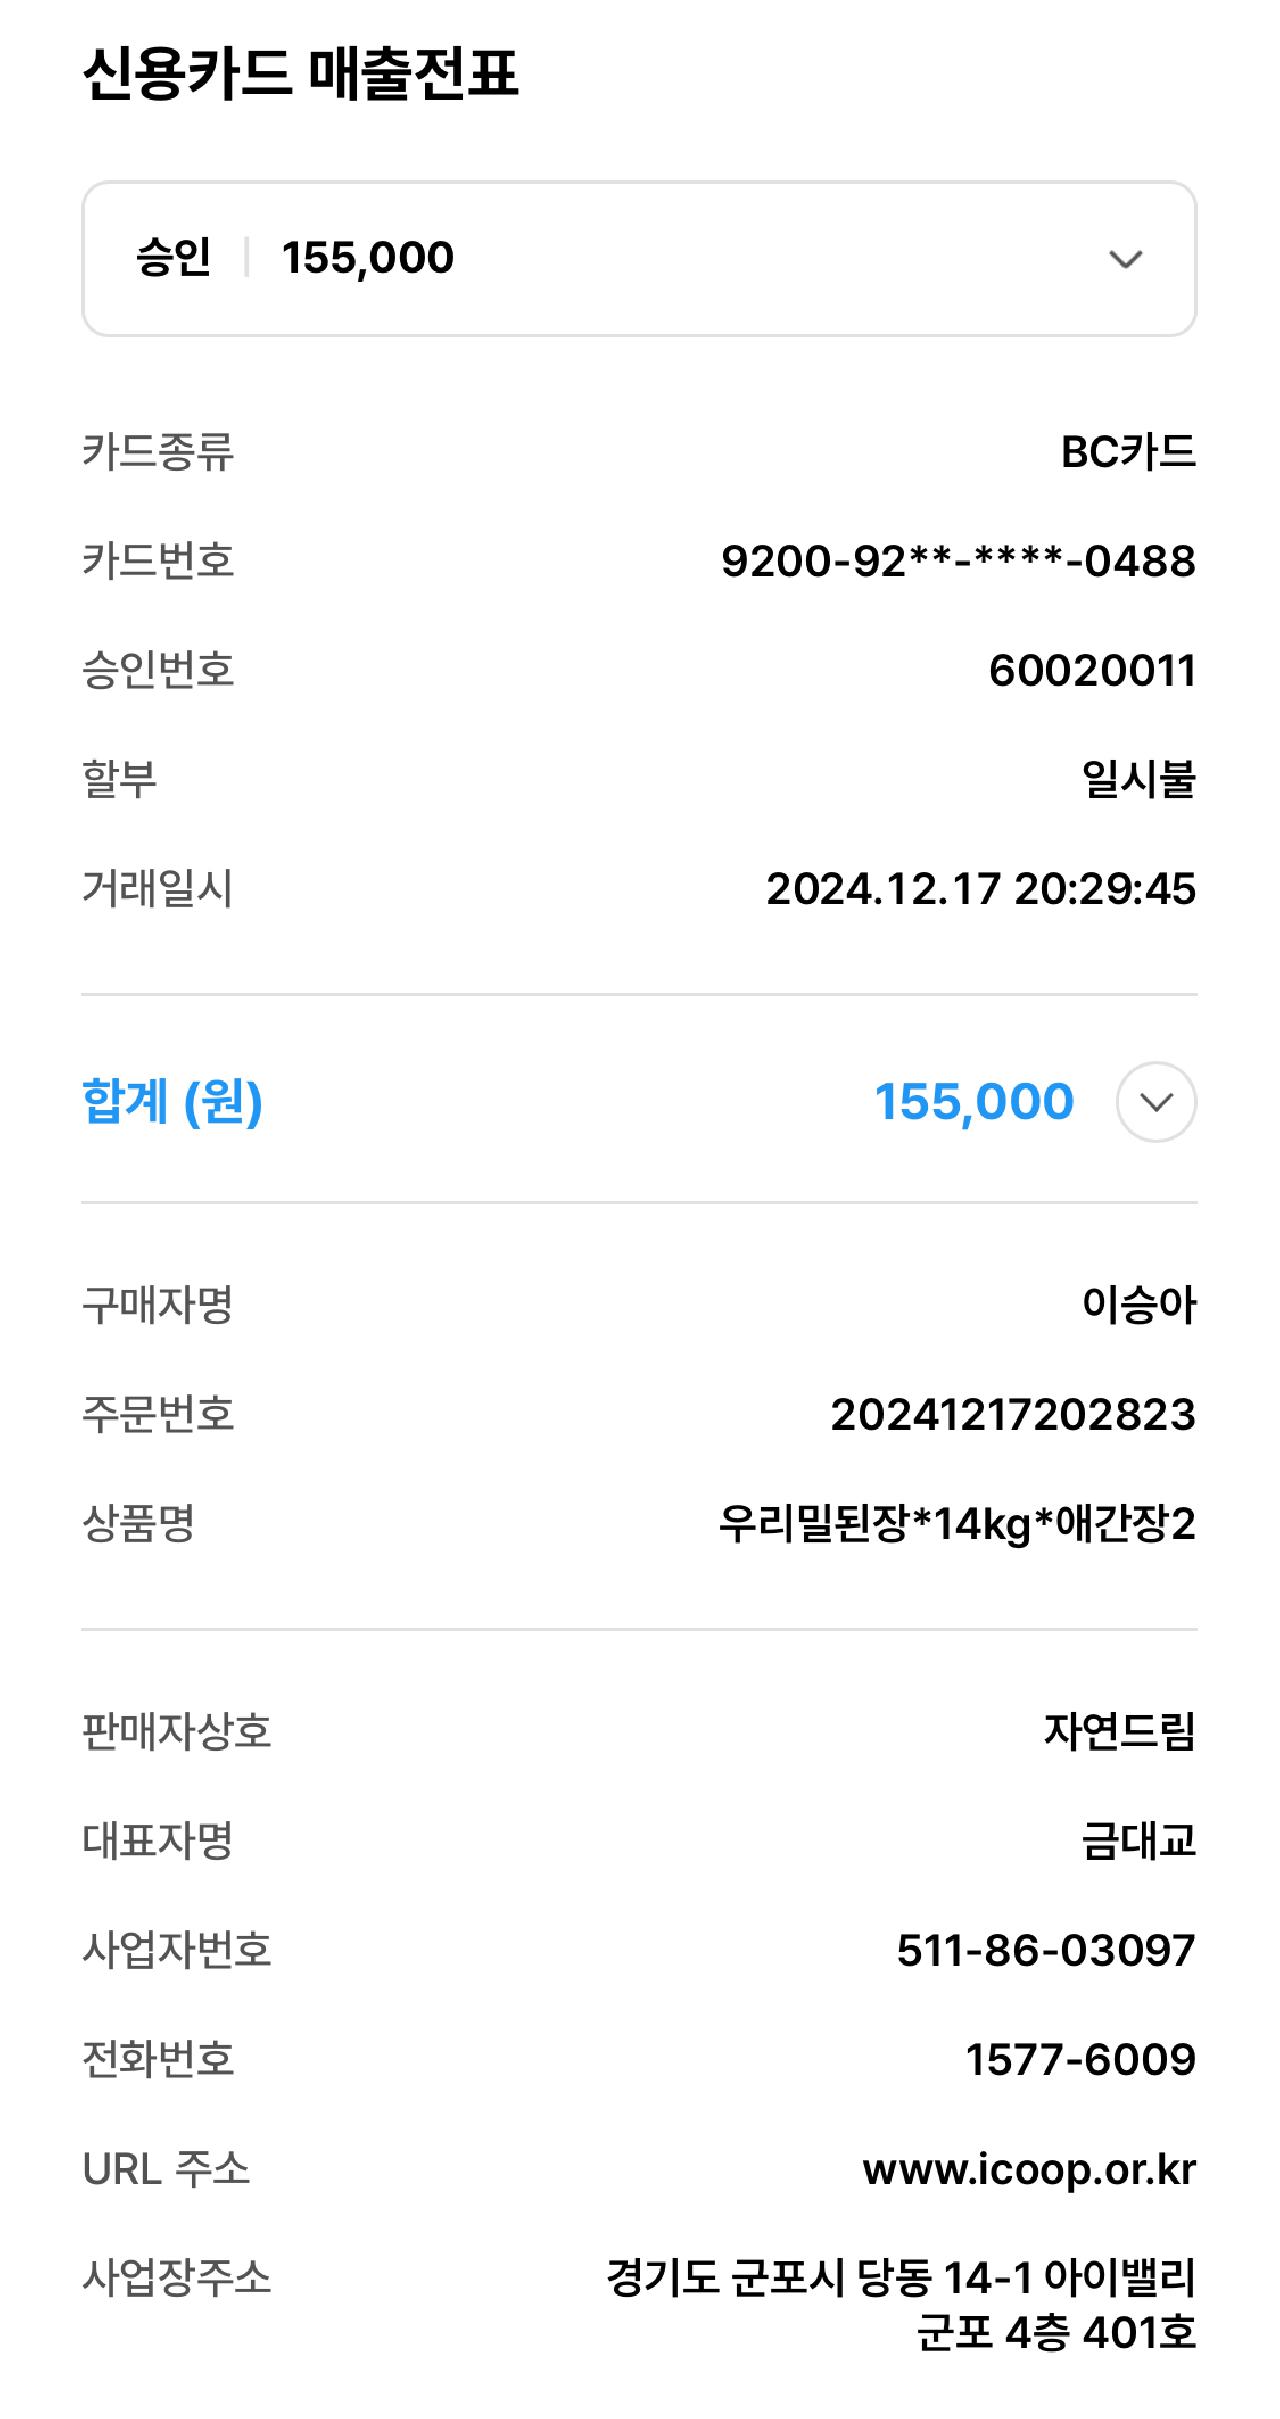 신용카드 매출전표
승인 | 155,000
카드종류 BC카드
카드번호 9200-92**-****-0488
승인번호 60020011
할부 일시불
거래일시 2024.12.17 20:29:45
합계 (원) 155,000
구매자명 이승아
주문번호 20241217202823
상품명 우리밀된장*14kg*애간장2
판매자상호 자연드림
대표자명 금대교
사업자번호 511-86-03097
전화번호 1577-6009
URL 주소 www.icoop.or.kr
사업장주소 경기도 군포시 당동 14-1 아이밸리
군포 4층 401호